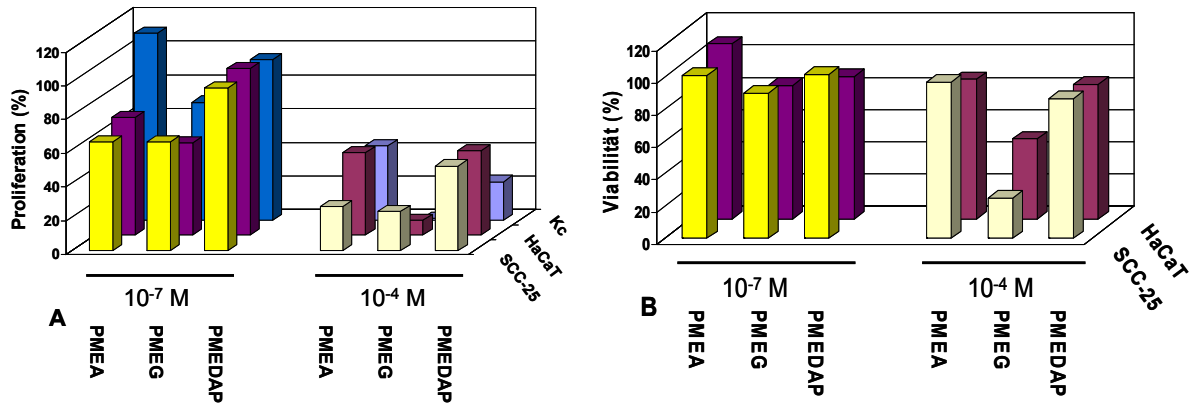 Proliferation (%)
120
100
80
60
40
20
0
Kc
HaCaT
SCC-25
10-7 M
10-4 M
A
PMEA
PMEG
PMEDAP
PMEA
PMEG
PMEDAP
Viabilität (%)
120
100
80
60
40
20
0
HaCaT
SCC-25
10-7 M
10-4 M
B
PMEA
PMEG
PMEDAP
PMEA
PMEG
PMEDAP